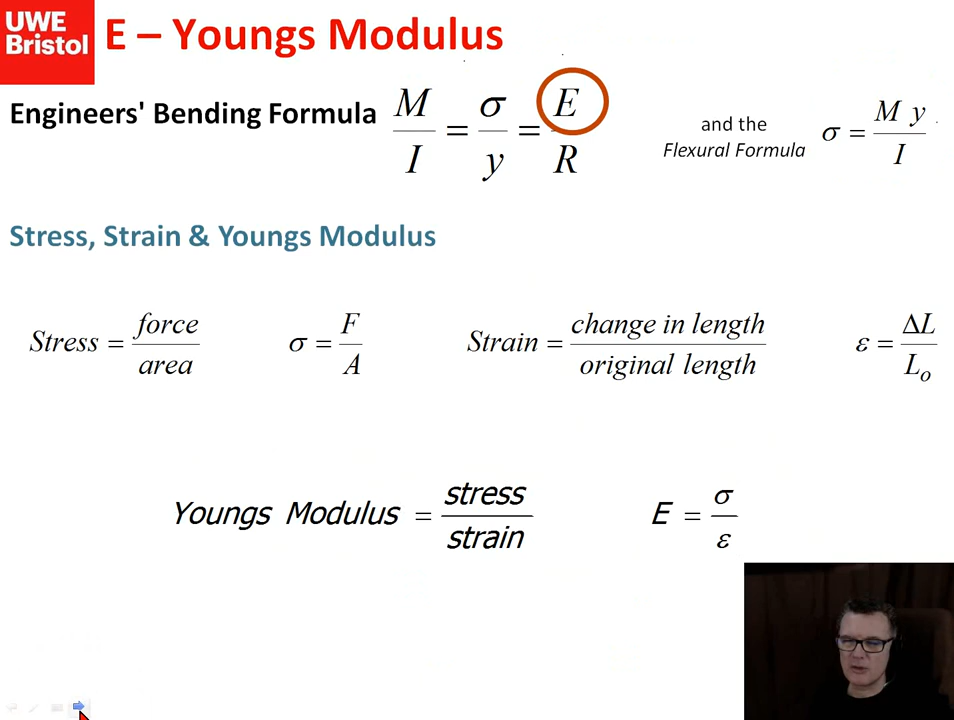 UWE
Bristol
E – Youngs Modulus
Engineers' Bending Formula M/I = σ/y = E/R
and the
Flexural Formula
σ = M y / I
Stress, Strain & Youngs Modulus
Stress = force/area σ = F/A Strain = change in length/original length ε = ΔL/Lo
Youngs Modulus = stress/strain E = σ/ε